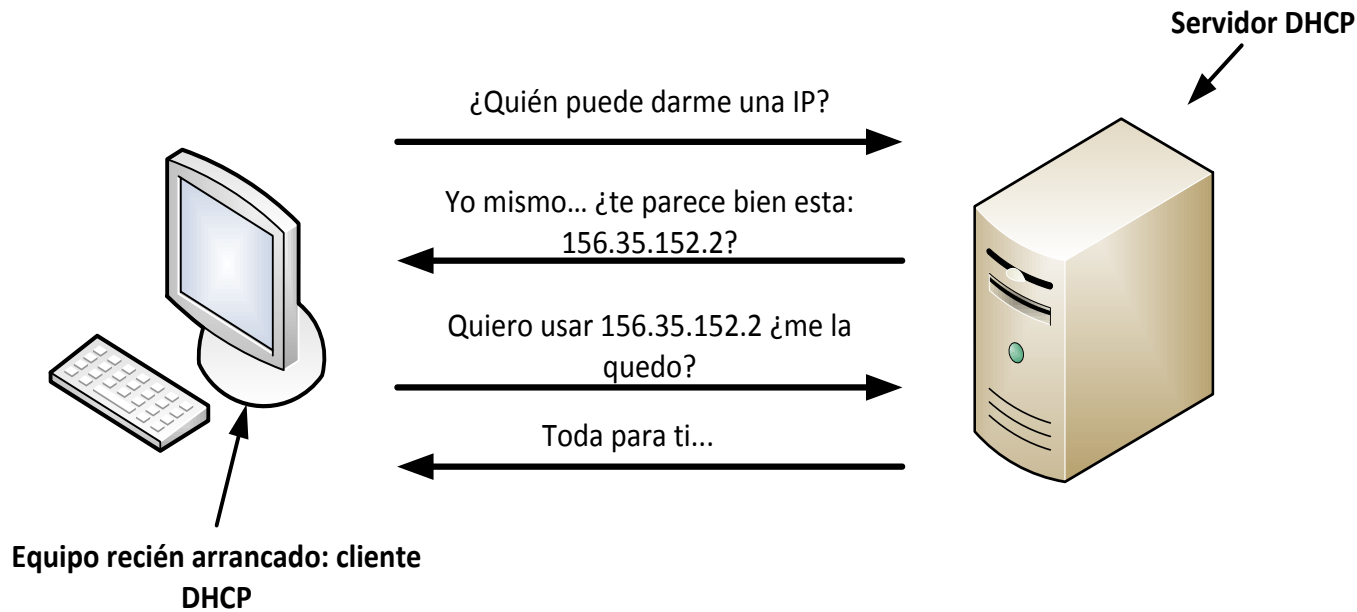 Servidor DHCP
¿Quién puede darme una IP?
Yo mismo... ¿te parece bien esta:
156.35.152.2?
Quiero usar 156.35.152.2 ¿me la
quedo?
Toda para ti...
Equipo recién arrancado: cliente
DHCP